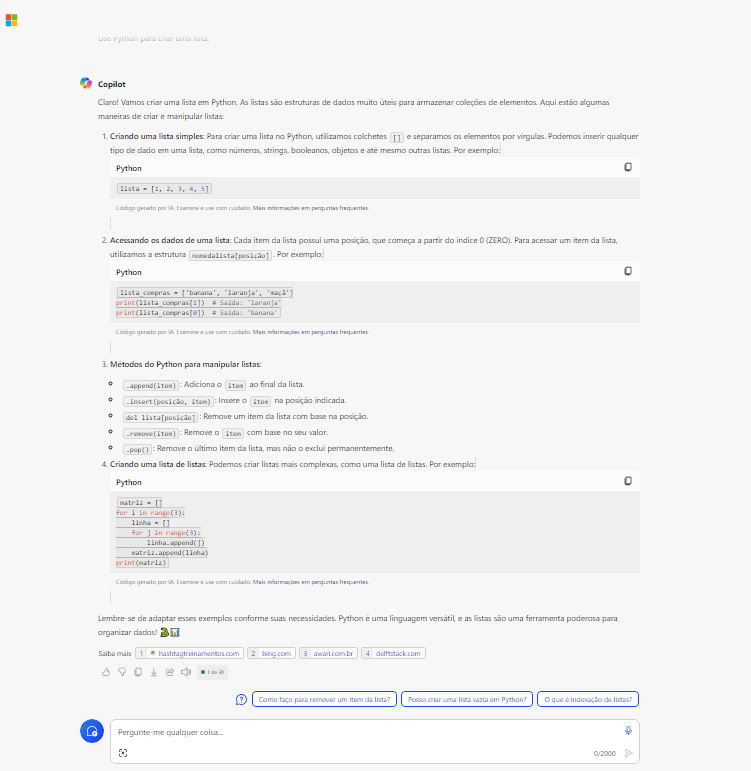 Use Python para criar uma lista.
Copilot
Claro! Vamos criar uma lista em Python. As listas são estruturas de dados muito úteis para armazenar coleções de elementos. Aqui estão algumas
maneiras de criar e manipular listas:
1. Criando uma lista simples: Para criar uma lista no Python, utilizamos colchetes [] e separamos os elementos por vírgulas. Podemos inserir qualquer
tipo de dado em uma lista, como números, strings, booleanos, objetos e até mesmo outras listas. Por exemplo:
Python
lista = [1, 2, 3, 4, 5]
Código gerado por IA. Examine e use com cuidado. Mais informações em perguntas frequentes.
2. Acessando os dados de uma lista: Cada item da lista possui uma posição, que começa a partir do índice 0 (ZERO). Para acessar um item da lista,
utilizamos a estrutura nomedalista[posição]. Por exemplo:
Python
lista_compras = ['banana', 'laranja', 'maçã']
print(lista_compras[1])  # Saída: 'laranja'
print(lista_compras[0])  # Saída: 'banana'
Código gerado por IA. Examine e use com cuidado. Mais informações em perguntas frequentes.
3. Métodos do Python para manipular listas:
.append(item): Adiciona o item ao final da lista.
.insert(posição, item): Insere o item na posição indicada.
del lista[posição]: Remove um item da lista com base na posição.
.remove(item): Remove o item com base no seu valor.
.pop(): Remove o último item da lista, mas não o exclui permanentemente.
4. Criando uma lista de listas: Podemos criar listas mais complexas, como uma lista de listas. Por exemplo:
Python
matriz = []
for i in range(3):
    linha = []
    for j in range(3):
        linha.append(j)
    matriz.append(linha)
print(matriz)
Código gerado por IA. Examine e use com cuidado. Mais informações em perguntas frequentes.
Lembre-se de adaptar esses exemplos conforme suas necessidades. Python é uma linguagem versátil, e as listas são uma ferramenta poderosa para
organizar dados! 🐍📊
Saiba mais 1 hashtagtreinamentos.com 2 bing.com 3 awari.com.br 4 delftstack.com
1 de 30
Como faço para remover um item da lista? Posso criar uma lista vazia em Python? O que é indexação de listas?
Pergunte-me qualquer coisa...
0/2000